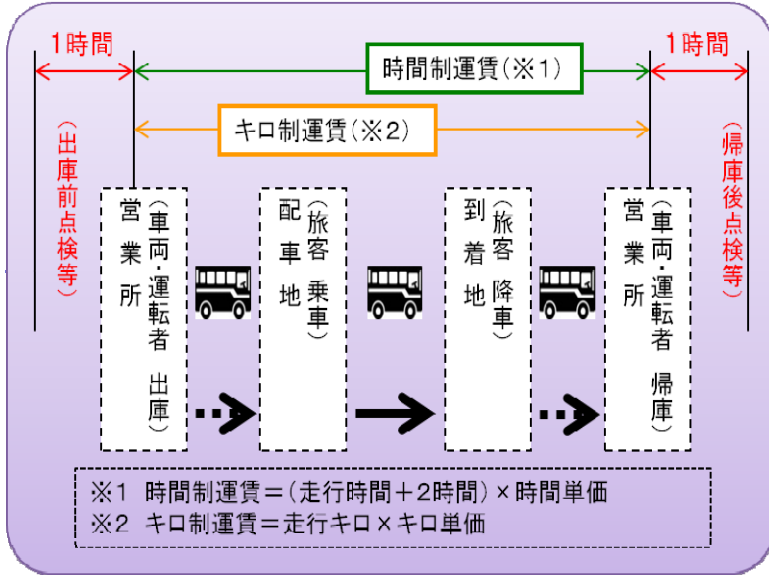 1時間
1時間
時間制運賃(※1)
キロ制運賃(※2)
(出庫前点検等)
(帰庫後点検等)
(車両・運転者 出庫)
営業所
(旅客 乗車)
配車地
(旅客 降車)
到着地
(車両・運転者 帰庫)
営業所
※1 時間制運賃=(走行時間+2時間)×時間単価
※2 キロ制運賃=走行キロ×キロ単価